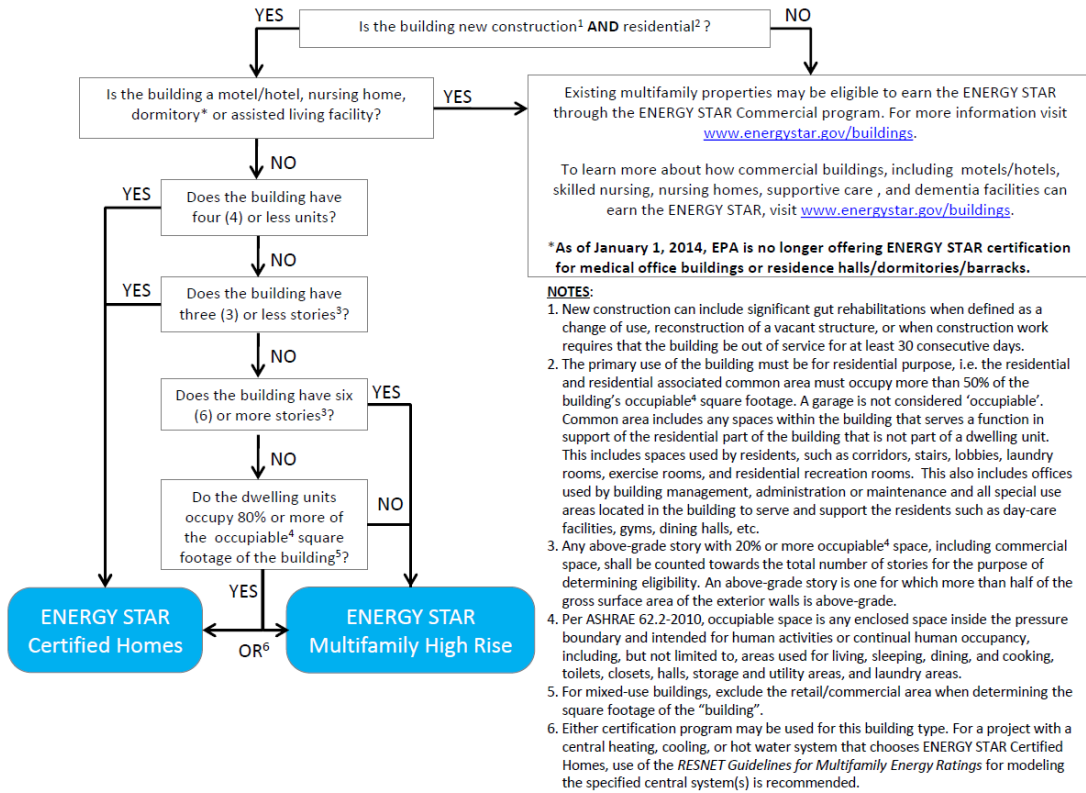 YES
Is the building new construction1 AND residential2 ?
NO
Is the building a motel/hotel, nursing home,
dormitory* or assisted living facility?
YES
Existing multifamily properties may be eligible to earn the ENERGY STAR
through the ENERGY STAR Commercial program. For more information visit
www.energystar.gov/buildings.
To learn more about how commercial buildings, including motels/hotels,
skilled nursing, nursing homes, supportive care , and dementia facilities can
earn the ENERGY STAR, visit www.energystar.gov/buildings.
*As of January 1, 2014, EPA is no longer offering ENERGY STAR certification
for medical office buildings or residence halls/dormitories/barracks.
NO
YES
Does the building have
four (4) or less units?
NO
YES
Does the building have
three (3) or less stories3?
NO
Does the building have six
(6) or more stories3?
YES
NO
Do the dwelling units
occupy 80% or more of
the occupiable4 square
footage of the building5?
NO
YES
ENERGY STAR
Certified Homes
OR6
ENERGY STAR
Multifamily High Rise
NOTES:
1. New construction can include significant gut rehabilitations when defined as a
change of use, reconstruction of a vacant structure, or when construction work
requires that the building be out of service for at least 30 consecutive days.
2. The primary use of the building must be for residential purpose, i.e. the residential
and residential associated common area must occupy more than 50% of the
building's occupiable4 square footage. A garage is not considered 'occupiable'.
Common area includes any spaces within the building that serves a function in
support of the residential part of the building that is not part of a dwelling unit.
This includes spaces used by residents, such as corridors, stairs, lobbies, laundry
rooms, exercise rooms, and residential recreation rooms. This also includes offices
used by building management, administration or maintenance and all special use
areas located in the building to serve and support the residents such as day-care
facilities, gyms, dining halls, etc.
3. Any above-grade story with 20% or more occupiable4 space, including commercial
space, shall be counted towards the total number of stories for the purpose of
determining eligibility. An above-grade story is one for which more than half of the
gross surface area of the exterior walls is above-grade.
4. Per ASHRAE 62.2-2010, occupiable space is any enclosed space inside the pressure
boundary and intended for human activities or continual human occupancy,
including, but not limited to, areas used for living, sleeping, dining, and cooking,
toilets, closets, halls, storage and utility areas, and laundry areas.
5. For mixed-use buildings, exclude the retail/commercial area when determining the
square footage of the "building".
6. Either certification program may be used for this building type. For a project with a
central heating, cooling, or hot water system that chooses ENERGY STAR Certified
Homes, use of the RESNET Guidelines for Multifamily Energy Ratings for modeling
the specified central system(s) is recommended.